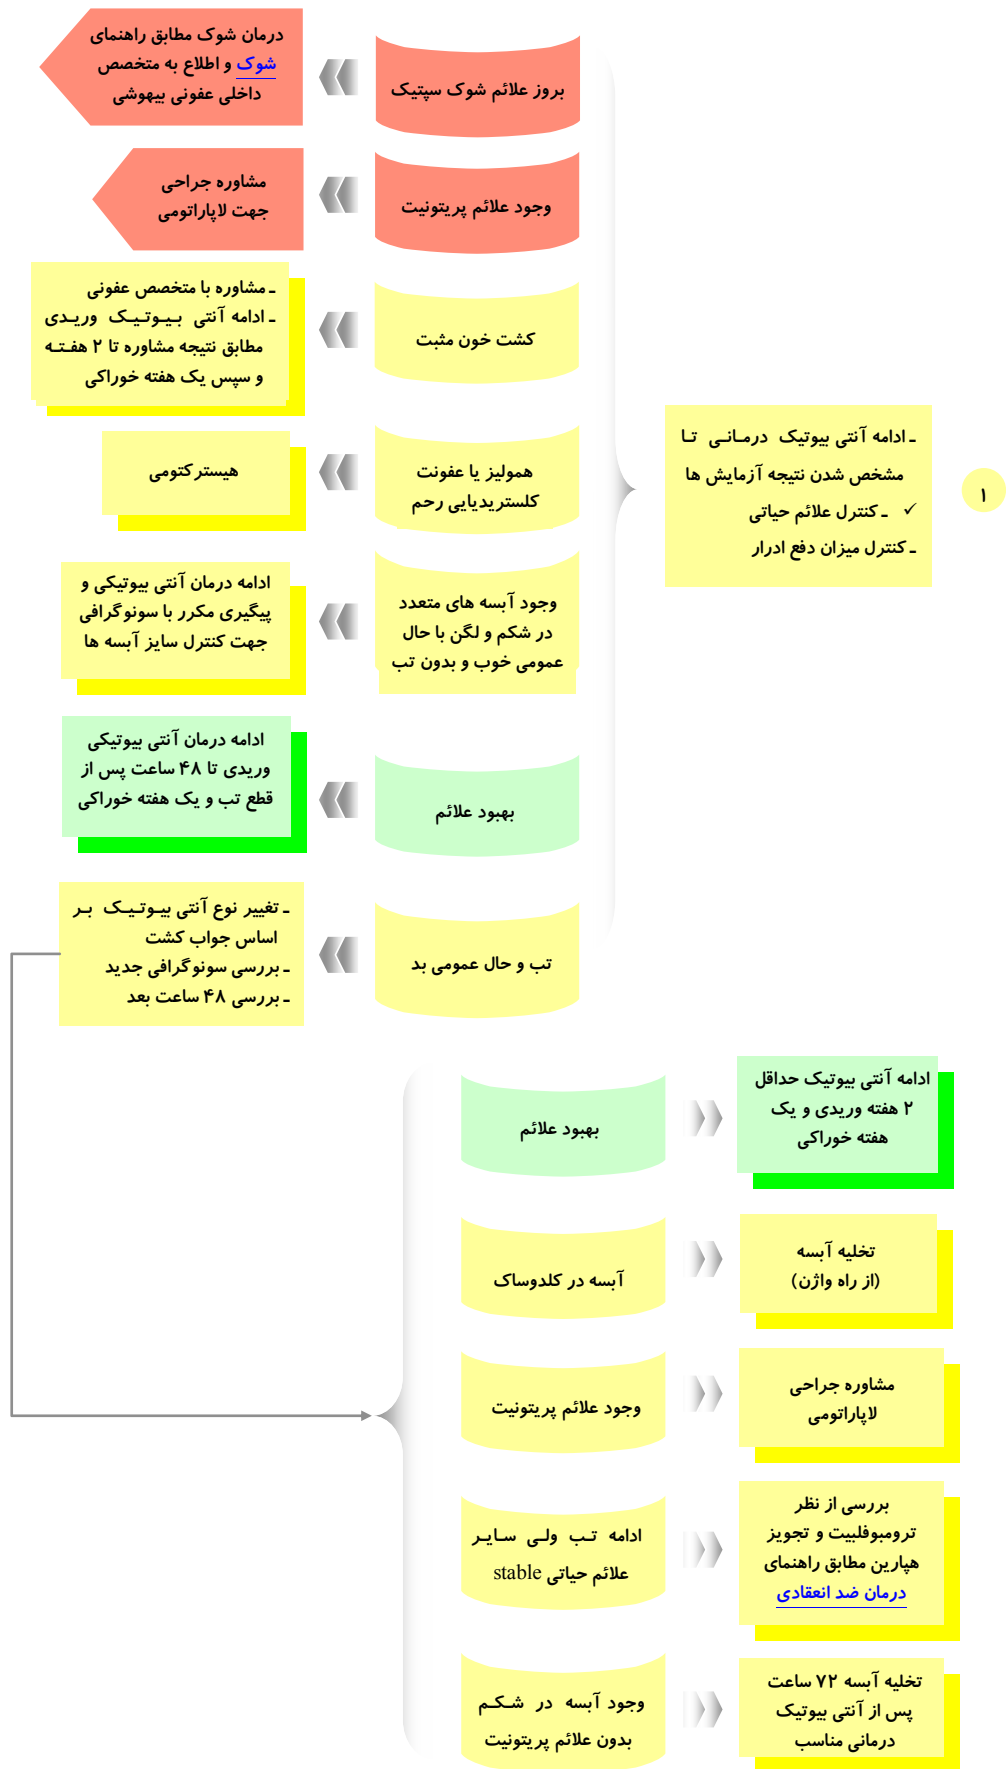 ۱
ـ ادامه آنتی بیوتیک درمانی تا
مشخص شدن نتیجه آزمایش ها
✓ ـ کنترل علائم حیاتی
ـ کنترل میزان دفع ادرار
بروز علائم شوک سپتیک
درمان شوک مطابق راهنمای
شوک و اطلاع به متخصص
داخلی عفونی بیهوشی
وجود علائم پریتونیت
مشاوره جراحی
جهت لاپاراتومی
کشت خون مثبت
ـ مشاوره با متخصص عفونی
ـ ادامه آنتی بیوتیک وریدی
مطابق نتیجه مشاوره تا ۲ هفته
و سپس یک هفته خوراکی
همولیز یا عفونت
کلستریدیایی رحم
هیسترکتومی
وجود آبسه های متعدد
در شکم و لگن با حال
عمومی خوب و بدون تب
ادامه درمان آنتی بیوتیکی و
پیگیری مکرر با سونوگرافی
جهت کنترل سایز آبسه ها
بهبود علائم
ادامه درمان آنتی بیوتیکی
وریدی تا ۴۸ ساعت پس از
قطع تب و یک هفته خوراکی
تب و حال عمومی بد
ـ تغییر نوع آنتی بیوتیک بر
اساس جواب کشت
ـ بررسی سونوگرافی جدید
ـ بررسی ۴۸ ساعت بعد
بهبود علائم
ادامه آنتی بیوتیک حداقل
۲ هفته وریدی و یک
هفته خوراکی
آبسه در کلدوساک
تخلیه آبسه
(از راه واژن)
وجود علائم پریتونیت
مشاوره جراحی
لاپاراتومی
ادامه تب ولی سایر
علائم حیاتی stable
بررسی از نظر
ترومبوفلبیت و تجویز
هپارین مطابق راهنمای
درمان ضد انعقادی
وجود آبسه در شکم
بدون علائم پریتونیت
تخلیه آبسه ۷۲ ساعت
پس از آنتی بیوتیک
درمانی مناسب